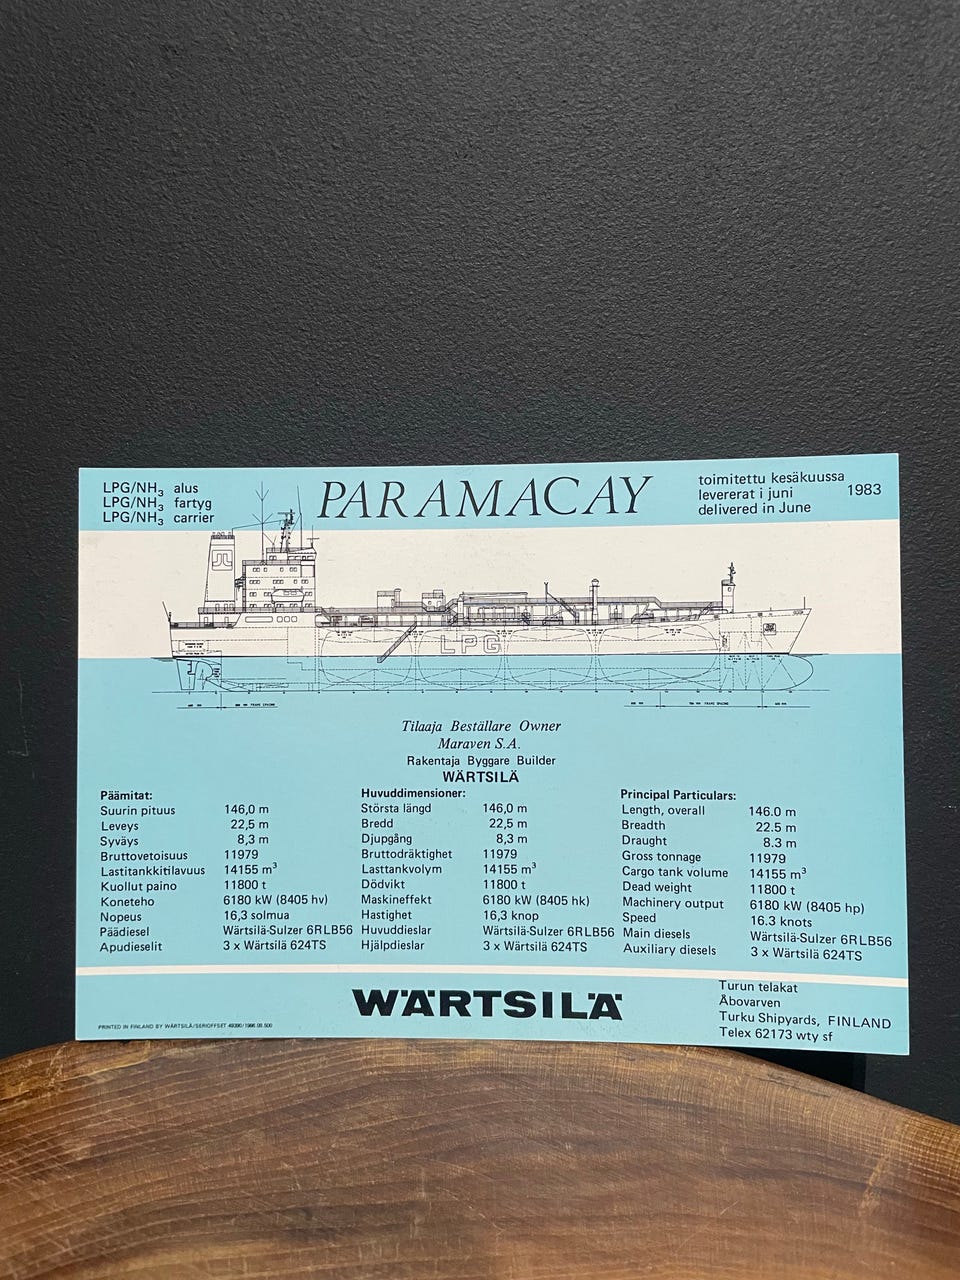 LPG/NH3 alus
LPG/NH3 fartyg
LPG/NH3 carrier
PARAMACAY
toimitettu kesäkuussa
levererat i juni 1983
delivered in June
LPG
Tilaaja Beställare Owner
Maraven S.A.
Rakentaja Byggare Builder
WÄRTSILÄ
Päämitat:
Suurin pituus 146,0 m
Leveys 22,5 m
Syväys 8,3 m
Bruttovetoisuus 11979
Lastitankkitilavuus 14155 m³
Kuollut paino 11800 t
Koneteho 6180 kW (8405 hv)
Nopeus 16,3 solmua
Päädiesel Wärtsilä-Sulzer 6RLB56
Apudieselit 3 x Wärtsilä 624TS
Huvuddimensioner:
Största längd 146,0 m
Bredd 22,5 m
Djupgång 8,3 m
Bruttodräktighet 11979
Lasttankvolym 14155 m³
Dödvikt 11800 t
Maskineffekt 6180 kW (8405 hk)
Hastighet 16,3 knop
Huvuddieslar Wärtsilä-Sulzer 6RLB56
Hjälpdieslar 3 x Wärtsilä 624TS
Principal Particulars:
Length, overall 146.0 m
Breadth 22.5 m
Draught 8.3 m
Gross tonnage 11979
Cargo tank volume 14155 m³
Dead weight 11800 t
Machinery output 6180 kW (8405 hp)
Speed 16.3 knots
Main diesels Wärtsilä-Sulzer 6RLB56
Auxiliary diesels 3 x Wärtsilä 624TS
WÄRTSILÄ
Turun telakat
Åbovarven
Turku Shipyards, FINLAND
Telex 62173 wty sf
PRINTED IN FINLAND BY WÄRTSILÄ/SERIOFFSET